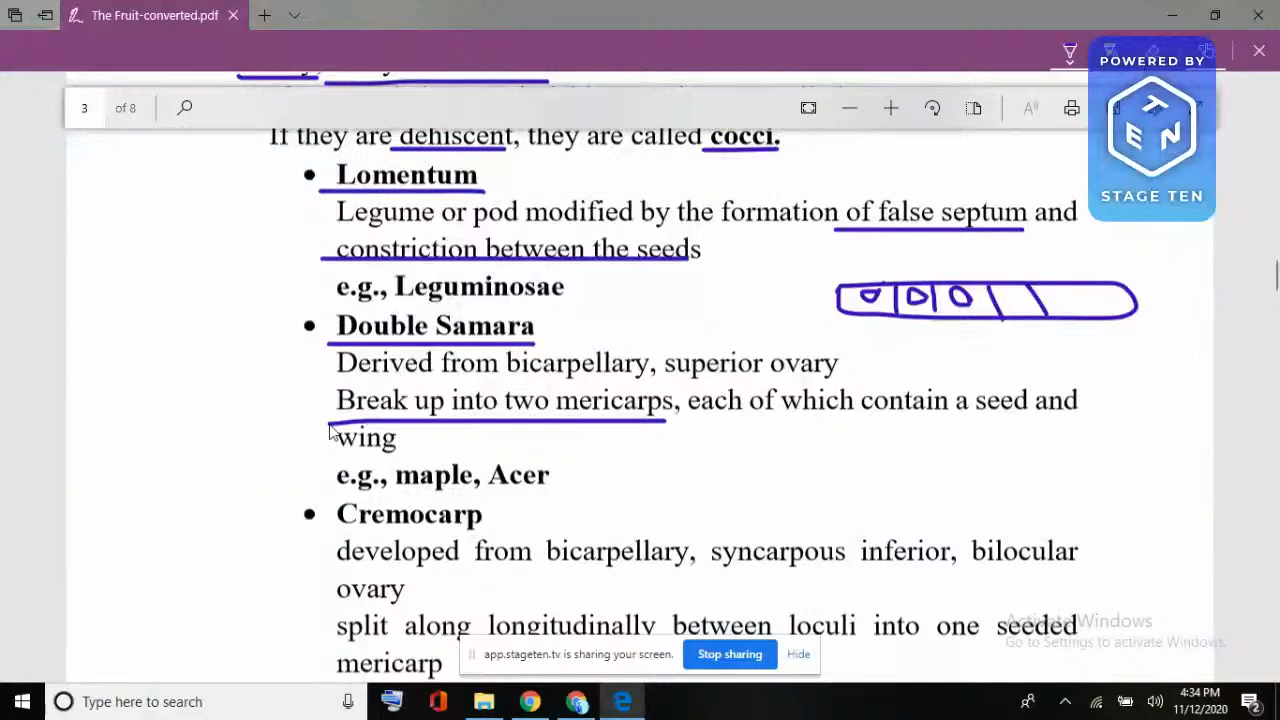 The Fruit-converted.pdf
POWERED BY
TEN
STAGE TEN
3 of 8
If they are dehiscent, they are called cocci.
• Lomentum
Legume or pod modified by the formation of false septum and
constriction between the seeds
e.g., Leguminosae
• Double Samara
Derived from bicarpellary, superior ovary
Break up into two mericarps, each of which contain a seed and
wing
e.g., maple, Acer
• Cremocarp
developed from bicarpellary, syncarpous inferior, bilocular
ovary
split along longitudinally between loculi into one seeded
mericarp
Activate Windows
Go to Settings to activate Windows.
app.stageten.tv is sharing your screen.
Stop sharing
Hide
Type here to search
4:34 PM
11/12/2020
2